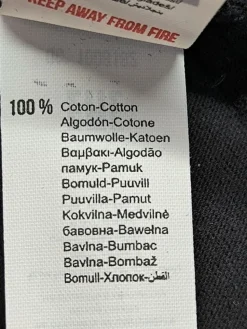 KEEP AWAY FROM FIRE
100 % Coton-Cotton
Algodón-Cotone
Baumwolle-Katoen
Βαμβακι-Algodão
памук-Pamuk
Bomuld-Puuvill
Puuvilla-Pamut
Kokvilna-Medvilnė
бавовна-Bawełna
Bavlna-Bumbac
Bavlna-Bombaž
Bomull-Хлопок-القطن